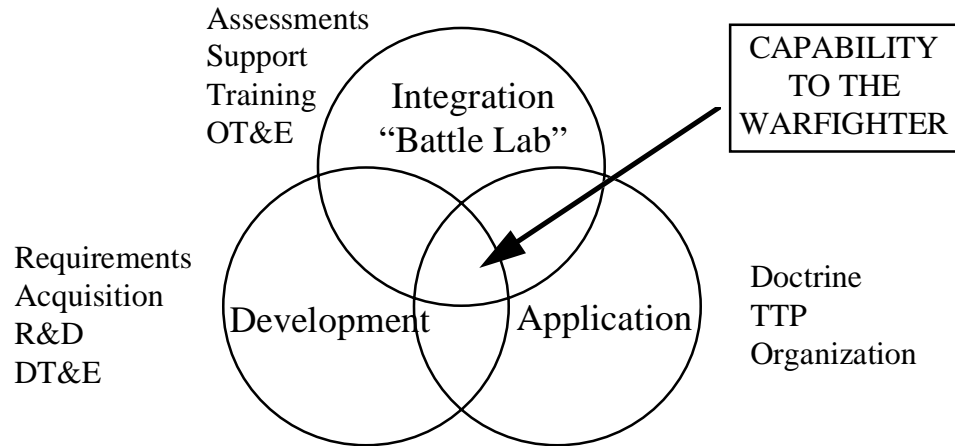 Assessments
Support
Training
OT&E
Integration
“Battle Lab”
CAPABILITY
TO THE
WARFIGHTER
Requirements
Acquisition
R&D
DT&E
Development
Application
Doctrine
TTP
Organization